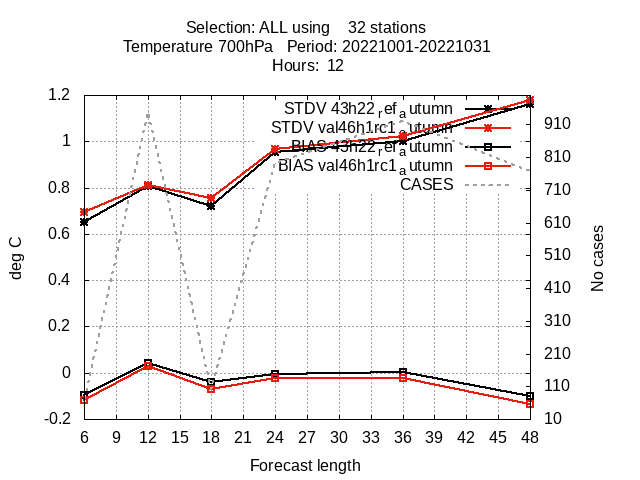 Selection: ALL using    32 stations
Temperature 700hPa   Period: 20221001-20221031
Hours: 12
1.2
1
0.8
0.6
0.4
0.2
0
-0.2
deg C
STDV 43h22_ref_autumn
STDV val46h1rc1_autumn
BIAS 43h22_ref_autumn
BIAS val46h1rc1_autumn
CASES
910
810
710
610
510
410
310
210
110
10
No cases
6 9 12 15 18 21 24 27 30 33 36 39 42 45 48
Forecast length